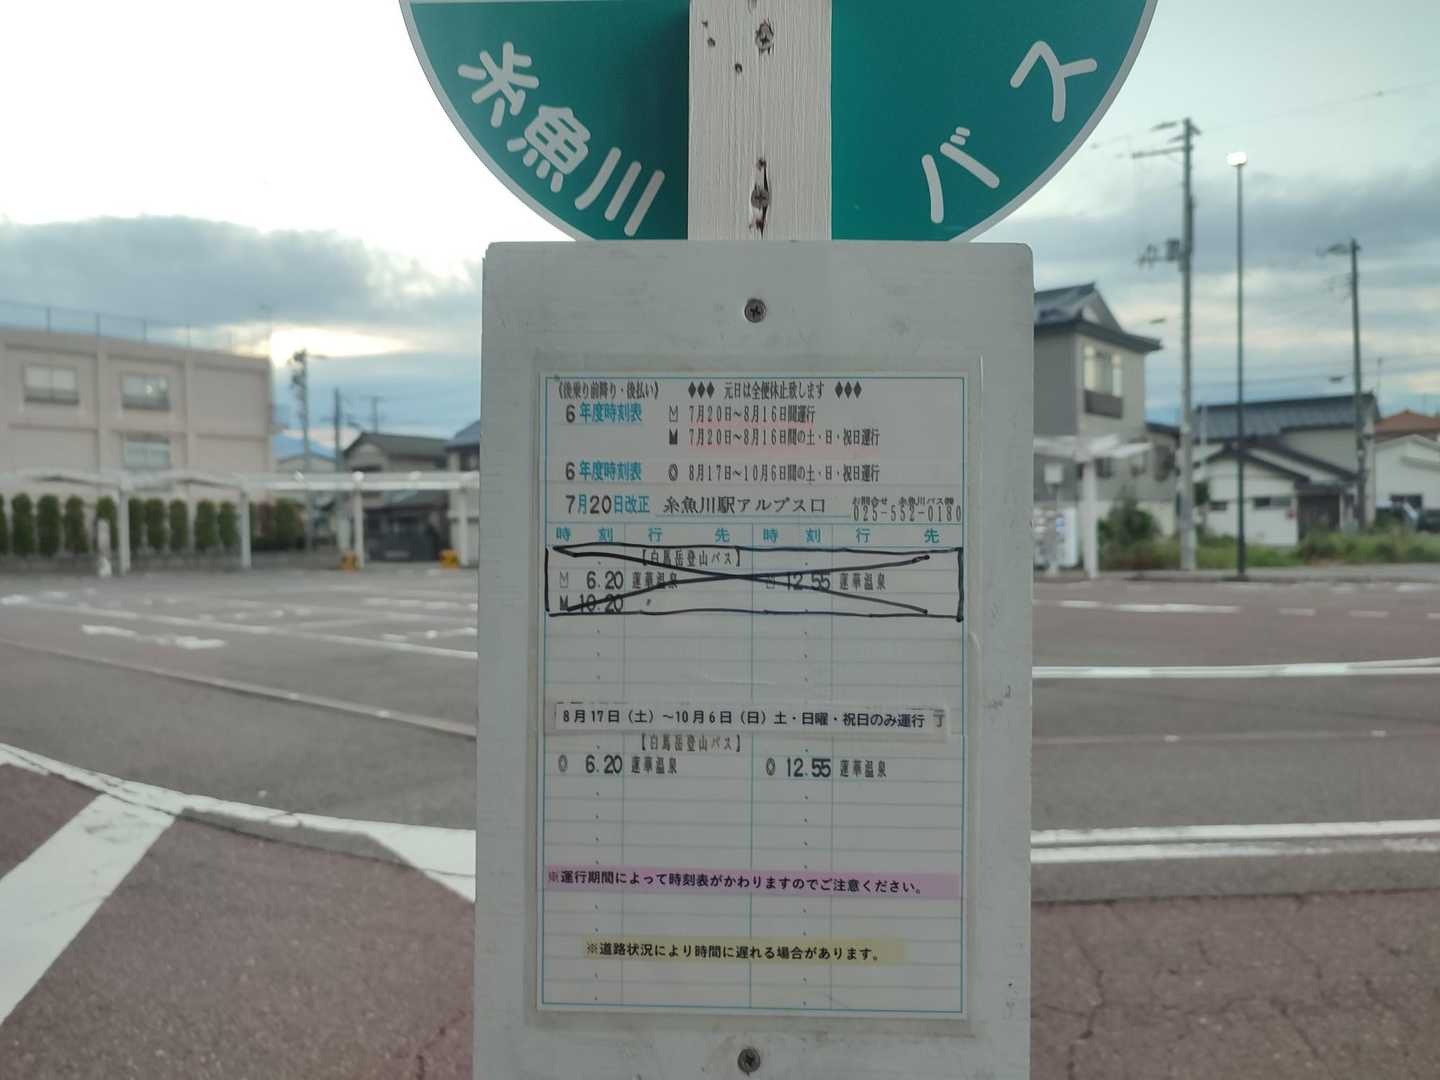 糸魚川バス
(後乗り前降り・後払い) ♦♦♦ 元日は全便休止致します ♦♦♦
6年度時刻表 M 7月20日~8月16日間運行
M 7月20日~8月16日間の土・日・祝日運行
6年度時刻表 ◎ 8月17日~10月6日間の土・日・祝日運行
7月20日改正 糸魚川駅アルプス口 お問合せ 糸魚川バス㈱ 025-552-0180
時刻 行先 時刻 行先
【白馬岳登山バス】
M 6.20 蓮華温泉 12.55 蓮華温泉
M 10.20 〃
8月17日(土)~10月6日(日)土・日曜・祝日のみ運行
【白馬岳登山バス】
◎ 6.20 蓮華温泉 ◎ 12.55 蓮華温泉
※運行期間によって時刻表がかわりますのでご注意ください。
※道路状況により時間に遅れる場合があります。